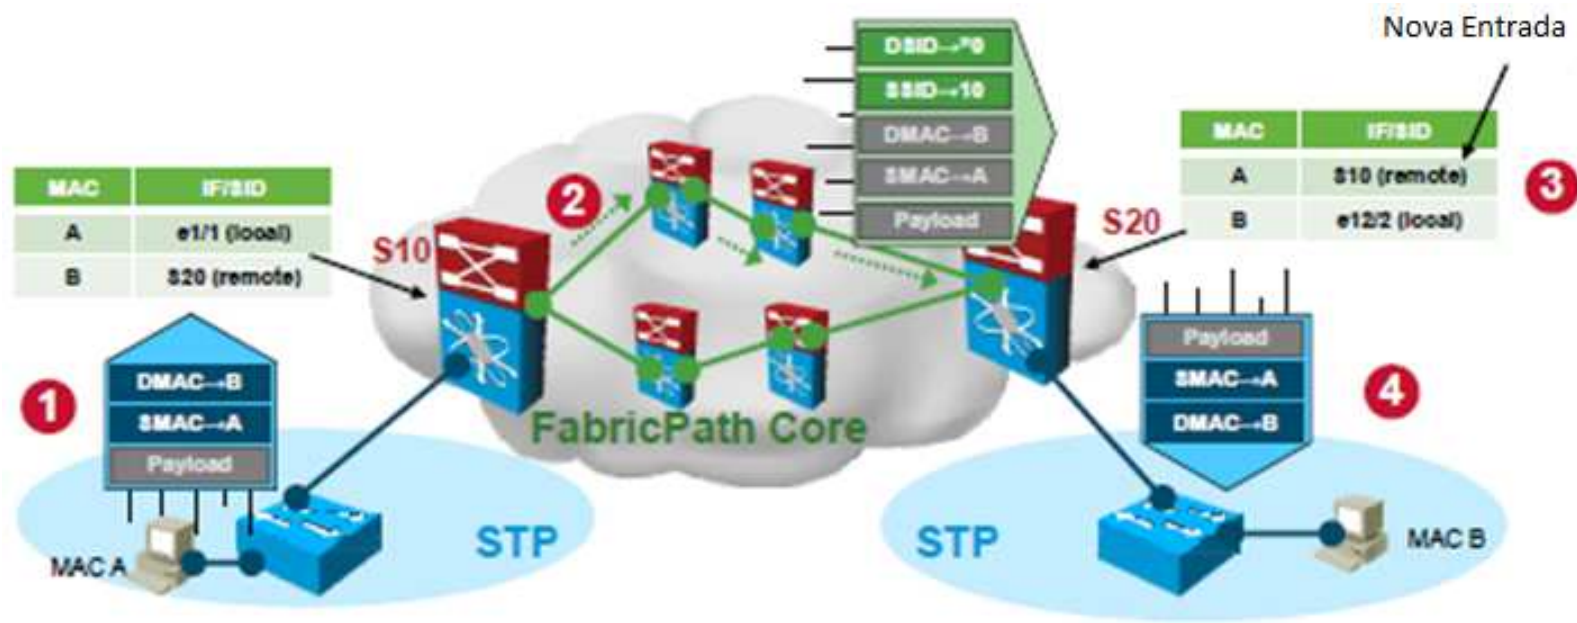 Nova Entrada
DSID→20
SSID→10
DMAC→B
SMAC→A
Payload
MAC IF/SID
A S10 (remote)
B e12/2 (local)
3
S20
MAC IF/SID
A e1/1 (local)
B S20 (remote)
2
S10
1
DMAC→B
SMAC→A
Payload
FabricPath Core
Payload
SMAC→A
DMAC→B
4
STP
MAC A
STP
MAC B